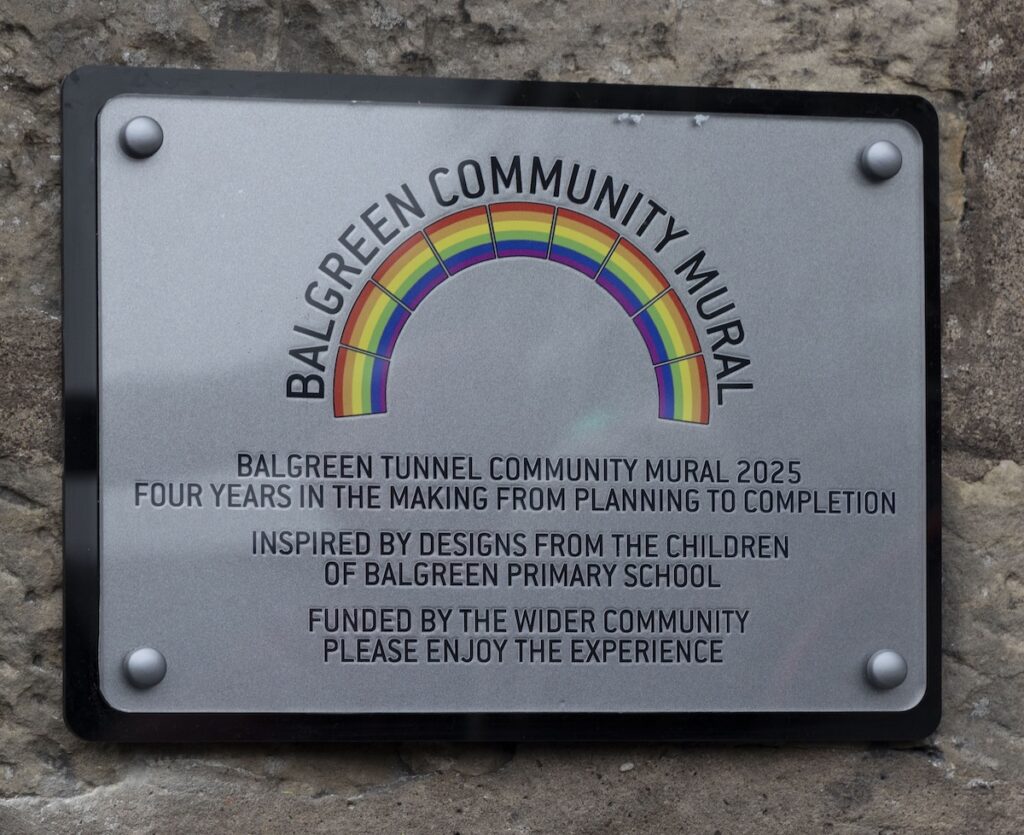 BALGREEN COMMUNITY MURAL
BALGREEN TUNNEL COMMUNITY MURAL 2025
FOUR YEARS IN THE MAKING FROM PLANNING TO COMPLETION
INSPIRED BY DESIGNS FROM THE CHILDREN
OF BALGREEN PRIMARY SCHOOL
FUNDED BY THE WIDER COMMUNITY
PLEASE ENJOY THE EXPERIENCE